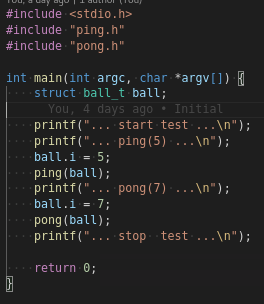 You, a day ago | 1 author (You)
#include <stdio.h>
#include "ping.h"
#include "pong.h"
int main(int argc, char *argv[]) {
    struct ball_t ball;
      You, 4 days ago • Initial
    printf("... start test ...\n");
    printf("... ping(5) ...\n");
    ball.i = 5;
    ping(ball);
    printf("... pong(7) ...\n");
    ball.i = 7;
    pong(ball);
    printf("... stop  test ...\n");
    return 0;
}